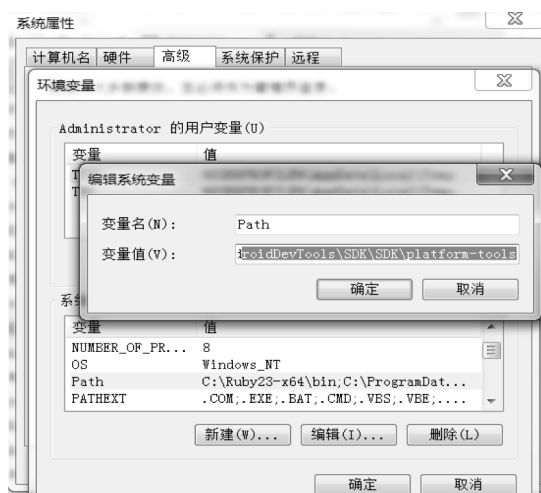 系统属性
计算机名 硬件 高级 系统保护 远程
环境变量
Administrator 的用户变量(U)
变量 值
编辑系统变量
变量名(N): Path
变量值(V): roidDevTools\SDK\SDK\platform-tools
确定 取消
变量 值
NUMBER_OF_PR... 8
OS Windows_NT
Path C:\Ruby23-x64\bin;C:\ProgramDat...
PATHEXT .COM;.EXE;.BAT;.CMD;.VBS;.VBE;....
新建(W)... 编辑(I)... 删除(L)
确定 取消